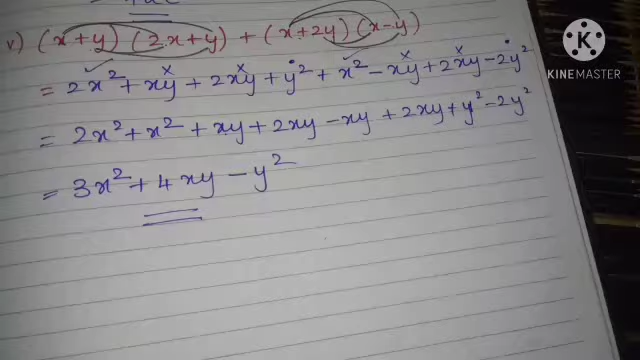 v) (x+y) (2x+y) + (x+2y) (x-y)
= 2x² + xy + 2xy + y² + x² - xy + 2xy - 2y²
= 2x² + x² + xy + 2xy - xy + 2xy + y² - 2y²
= 3x² + 4xy - y²
K
KINEMASTER